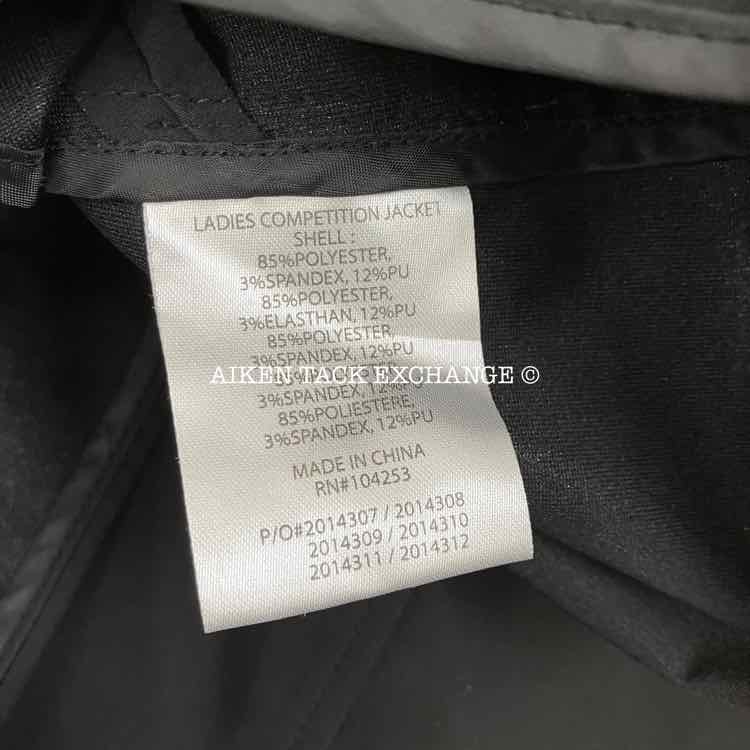 LADIES COMPETITION JACKET
SHELL :
85%POLYESTER,
3%SPANDEX, 12%PU
85%POLYESTER,
3%ELASTHAN, 12%PU
85%POLYESTER,
3%SPANDEX, 12%PU
AIKEN TACK EXCHANGE ©
3%SPANDEX, 12%PU
85%POLIESTERE,
3%SPANDEX, 12%PU
MADE IN CHINA
RN#104253
P/O#2014307 / 2014308
2014309 / 2014310
2014311 / 2014312